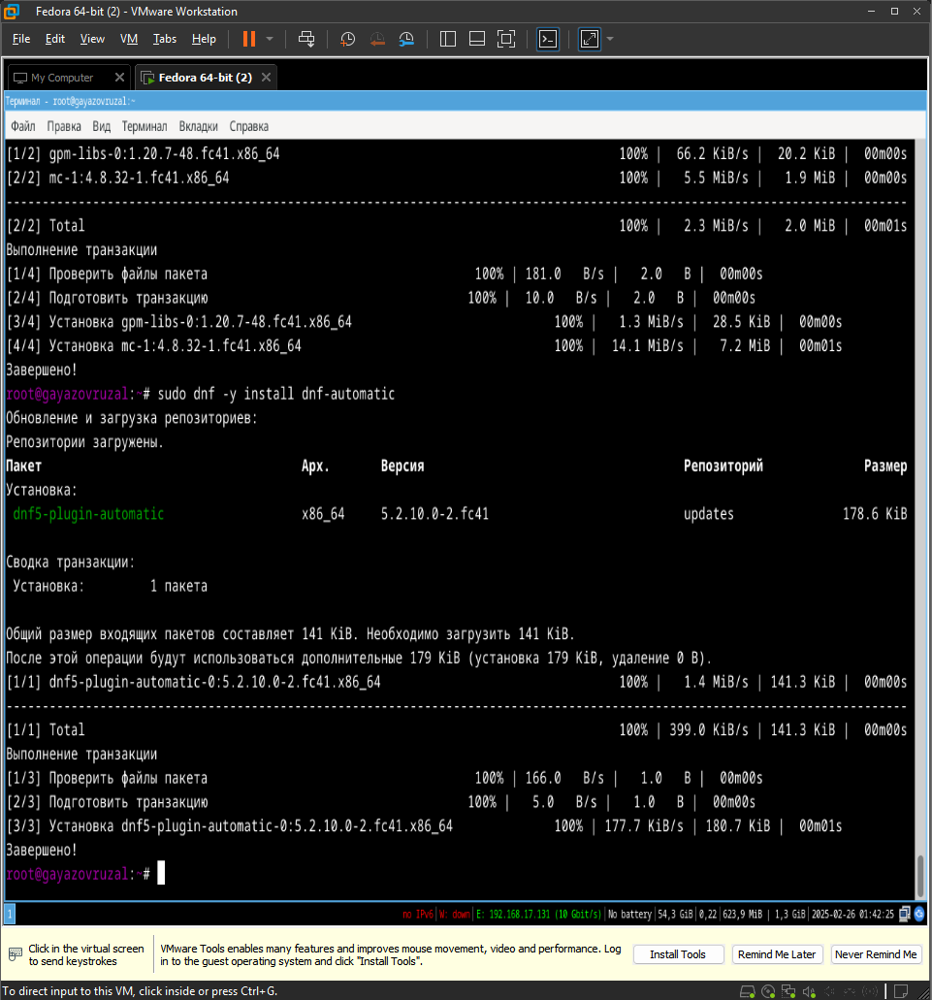 Fedora 64-bit (2) - VMware Workstation
File Edit View VM Tabs Help
My Computer Fedora 64-bit (2)
Терминал - root@gayazovruzal:~
Файл Правка Вид Терминал Вкладки Справка
[1/2] gpm-libs-0:1.20.7-48.fc41.x86_64 100% | 66.2 KiB/s | 20.2 KiB | 00m00s
[2/2] mc-1:4.8.32-1.fc41.x86_64 100% | 5.5 MiB/s | 1.9 MiB | 00m00s
--------------------------------------------------------------------------------
[2/2] Total 100% | 2.3 MiB/s | 2.0 MiB | 00m01s
Выполнение транзакции
[1/4] Проверить файлы пакета 100% | 181.0 B/s | 2.0 B | 00m00s
[2/4] Подготовить транзакцию 100% | 10.0 B/s | 2.0 B | 00m00s
[3/4] Установка gpm-libs-0:1.20.7-48.fc41.x86_64 100% | 1.3 MiB/s | 28.5 KiB | 00m00s
[4/4] Установка mc-1:4.8.32-1.fc41.x86_64 100% | 14.1 MiB/s | 7.2 MiB | 00m01s
Завершено!
root@gayazovruzal:~# sudo dnf -y install dnf-automatic
Обновление и загрузка репозиториев:
Репозитории загружены.
Пакет Арх. Версия Репозиторий Размер
Установка:
dnf5-plugin-automatic x86_64 5.2.10.0-2.fc41 updates 178.6 KiB
Сводка транзакции:
Установка: 1 пакета
Общий размер входящих пакетов составляет 141 KiB. Необходимо загрузить 141 KiB.
После этой операции будут использоваться дополнительные 179 KiB (установка 179 KiB, удаление 0 B).
[1/1] dnf5-plugin-automatic-0:5.2.10.0-2.fc41.x86_64 100% | 1.4 MiB/s | 141.3 KiB | 00m00s
--------------------------------------------------------------------------------
[1/1] Total 100% | 399.0 KiB/s | 141.3 KiB | 00m00s
Выполнение транзакции
[1/3] Проверить файлы пакета 100% | 166.0 B/s | 1.0 B | 00m00s
[2/3] Подготовить транзакцию 100% | 5.0 B/s | 1.0 B | 00m00s
[3/3] Установка dnf5-plugin-automatic-0:5.2.10.0-2.fc41.x86_64 100% | 177.7 KiB/s | 180.7 KiB | 00m01s
Завершено!
root@gayazovruzal:~#
1 no IPv6|W: down|E: 192.168.17.131 (10 Gbit/s)|No battery|54,3 GiB|0,22|623,9 MiB | 1,3 GiB|2025-02-26 01:42:25
Click in the virtual screen
to send keystrokes
VMware Tools enables many features and improves mouse movement, video and performance. Log
in to the guest operating system and click "Install Tools".
Install Tools Remind Me Later Never Remind Me
To direct input to this VM, click inside or press Ctrl+G.